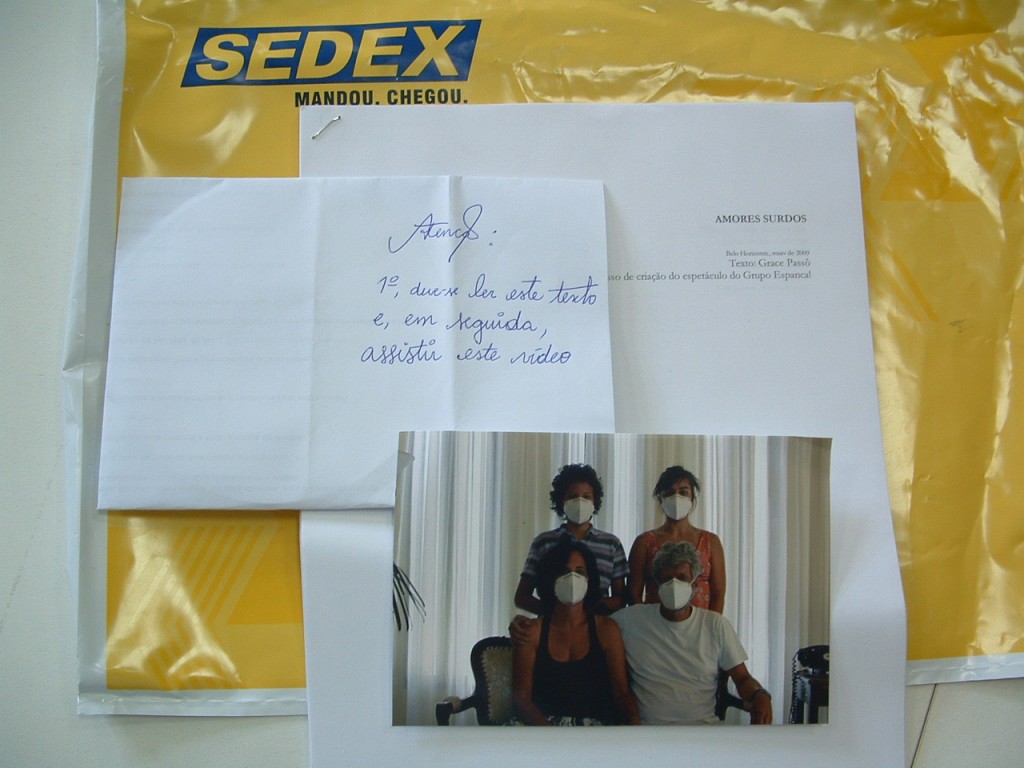 SEDEX
MANDOU. CHEGOU.
AMORES SURDOS
Belo Horizonte, maio de 2009
Texto: Grace Passô
sso de criação do espetáculo do Grupo Espanca!
Atenção:
1º, deve-se ler este texto
e, em seguida,
assistir este vídeo